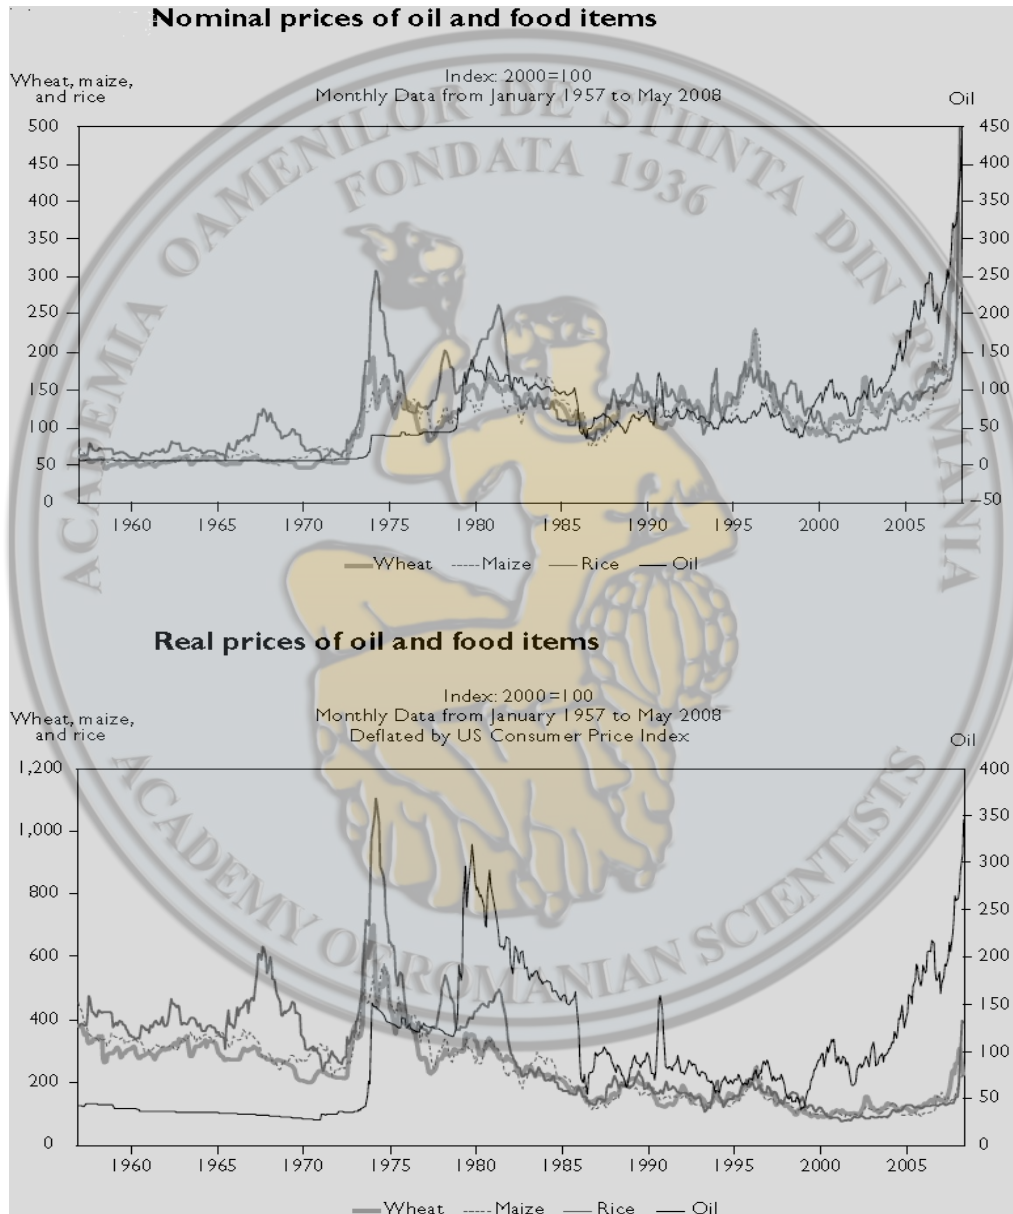 Nominal prices of oil and food items
Index: 2000=100
Wheat, maize,
and rice
Monthly Data from January 1957 to May 2008
Oil
500
450
400
350
300
250
200
150
100
50
0
450
400
350
300
250
200
150
100
50
0
−50
1960 1965 1970 1975 1980 1985 1990 1995 2000 2005
Wheat Maize Rice Oil
Real prices of oil and food items
Index: 2000=100
Wheat, maize,
and rice
Monthly Data from January 1957 to May 2008
Deflated by US Consumer Price Index
Oil
1,200
1,000
800
600
400
200
0
400
350
300
250
200
150
100
50
0
1960 1965 1970 1975 1980 1985 1990 1995 2000 2005
Wheat Maize Rice Oil
ACADEMIA OAMENILOR DE STIINTA DIN ROMANIA
FONDATA 1936
ACADEMY OF ROMANIAN SCIENTISTS